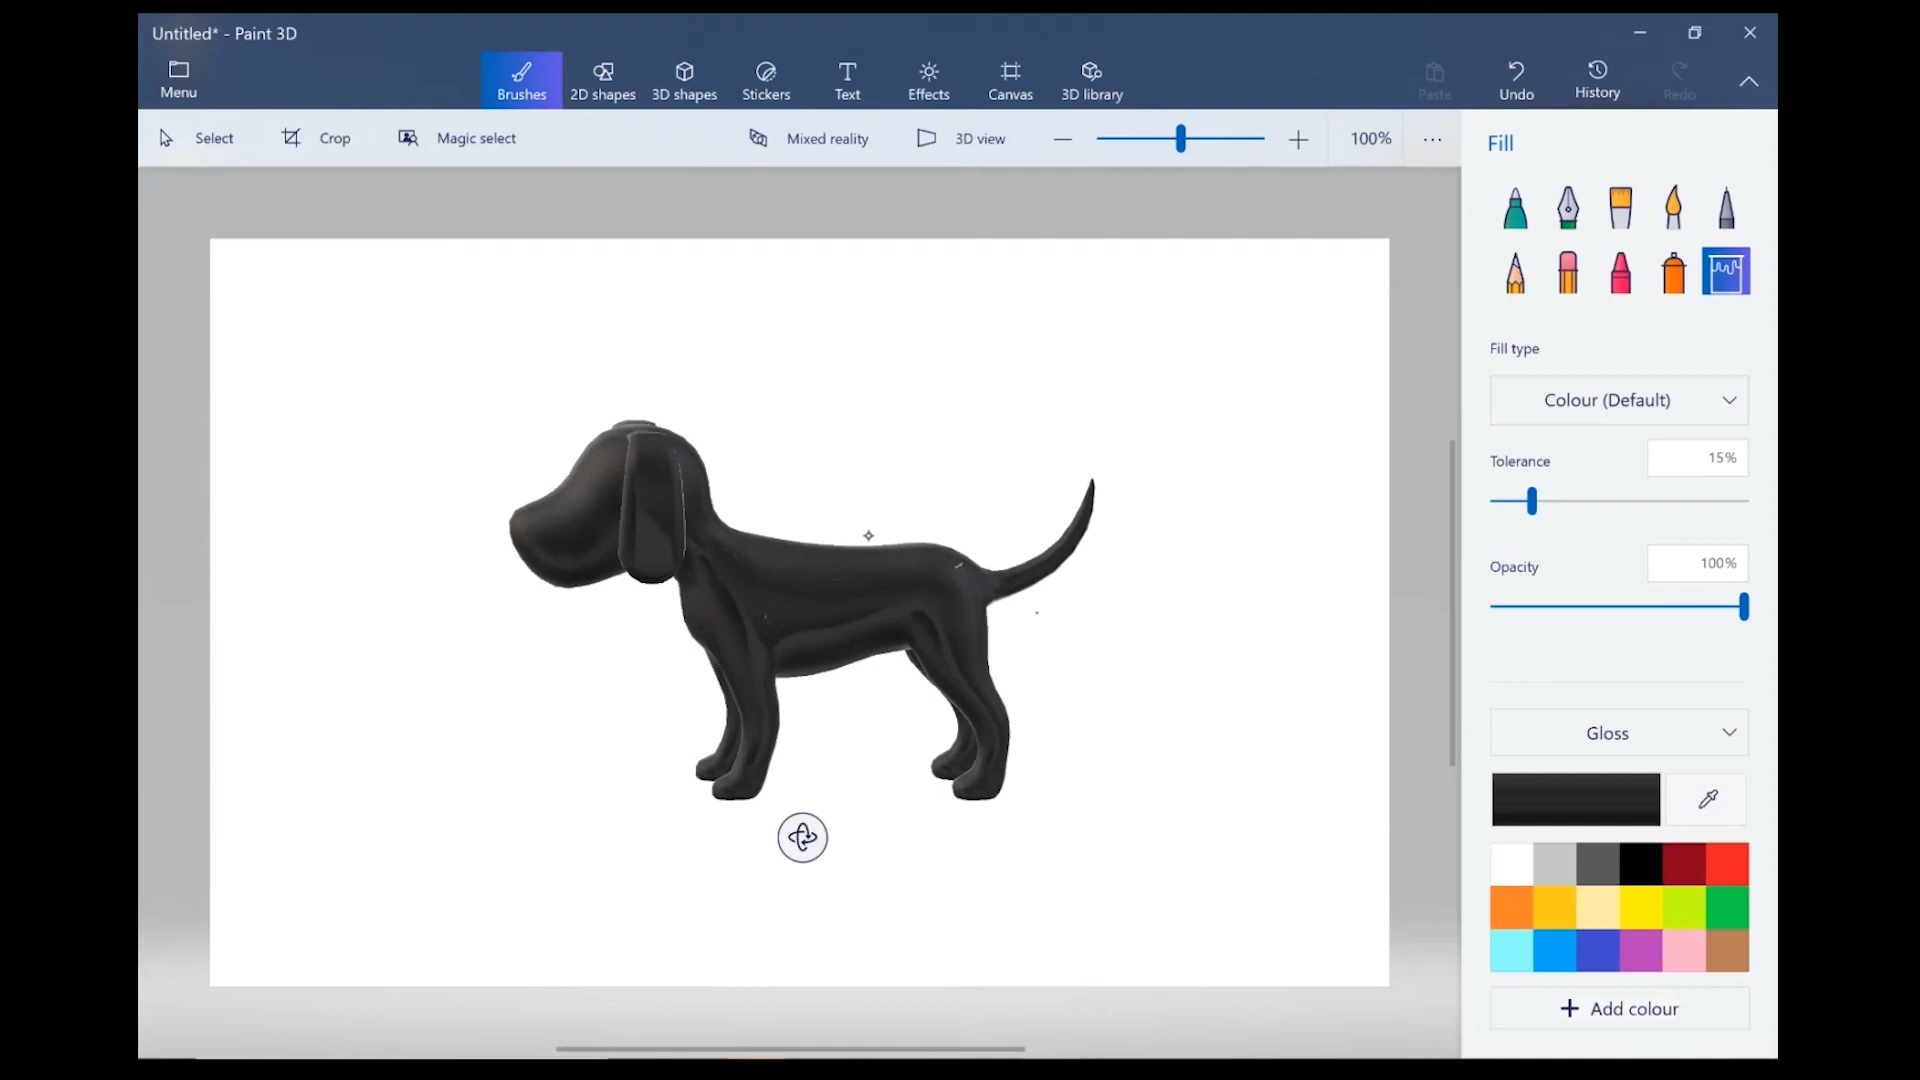 Untitled* - Paint 3D
Menu
Brushes
2D shapes
3D shapes
Stickers
Text
Effects
Canvas
3D library
Paste
Undo
History
Redo
Select
Crop
Magic select
Mixed reality
3D view
100%
Fill
Fill type
Colour (Default)
Tolerance
15%
Opacity
100%
Gloss
Add colour